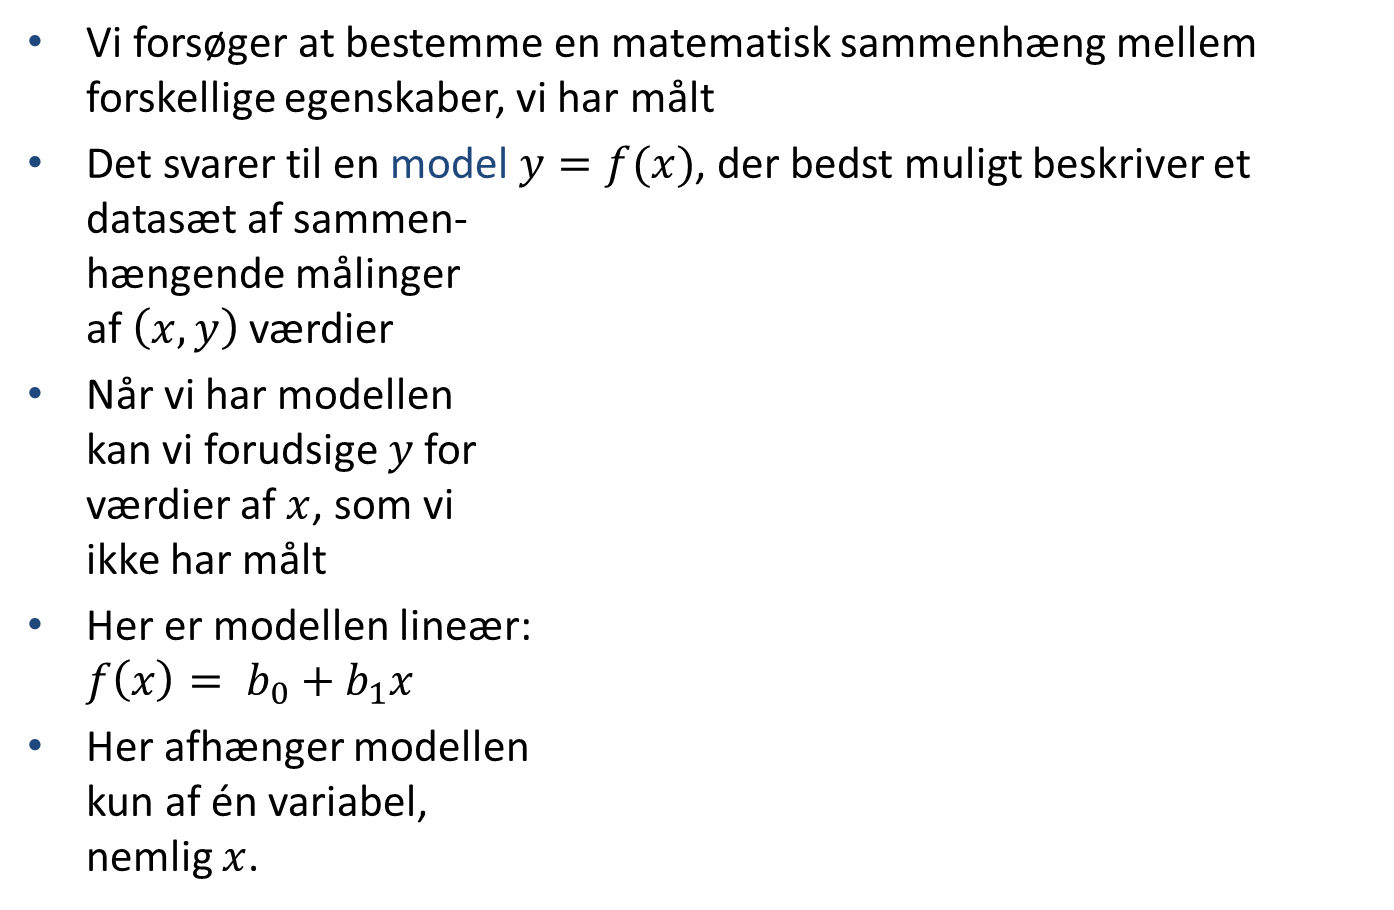 • Vi forsøger at bestemme en matematisk sammenhæng mellem
forskellige egenskaber, vi har målt
• Det svarer til en model y = f(x), der bedst muligt beskriver et
datasæt af sammen-
hængende målinger
af (x, y) værdier
• Når vi har modellen
kan vi forudsige y for
værdier af x, som vi
ikke har målt
• Her er modellen lineær:
f(x) = b₀ + b₁x
• Her afhænger modellen
kun af én variabel,
nemlig x.